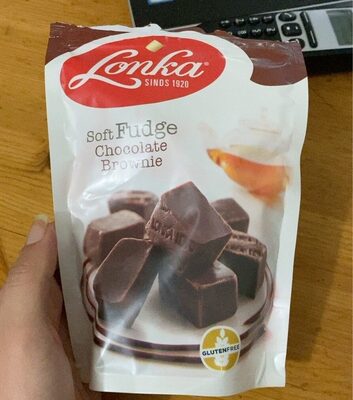 Lonka®
SINDS 1920
Soft Fudge
Chocolate
Brownie
GLUTENFREE